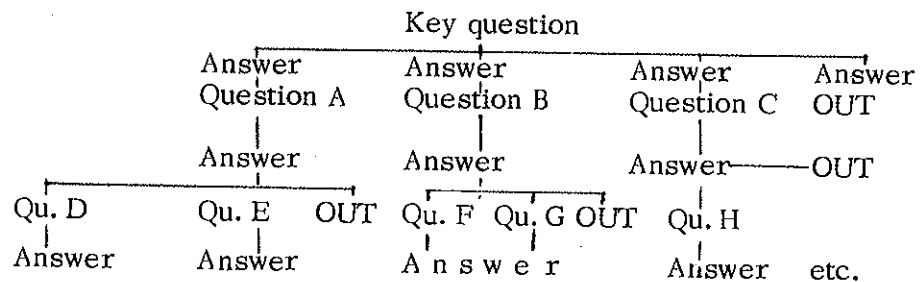 Key question
Answer Answer Answer Answer
Question A Question B Question C OUT
Answer Answer Answer OUT
Qu. D Qu. E OUT Qu. F Qu. G OUT Qu. H
Answer Answer Answer Answer etc.